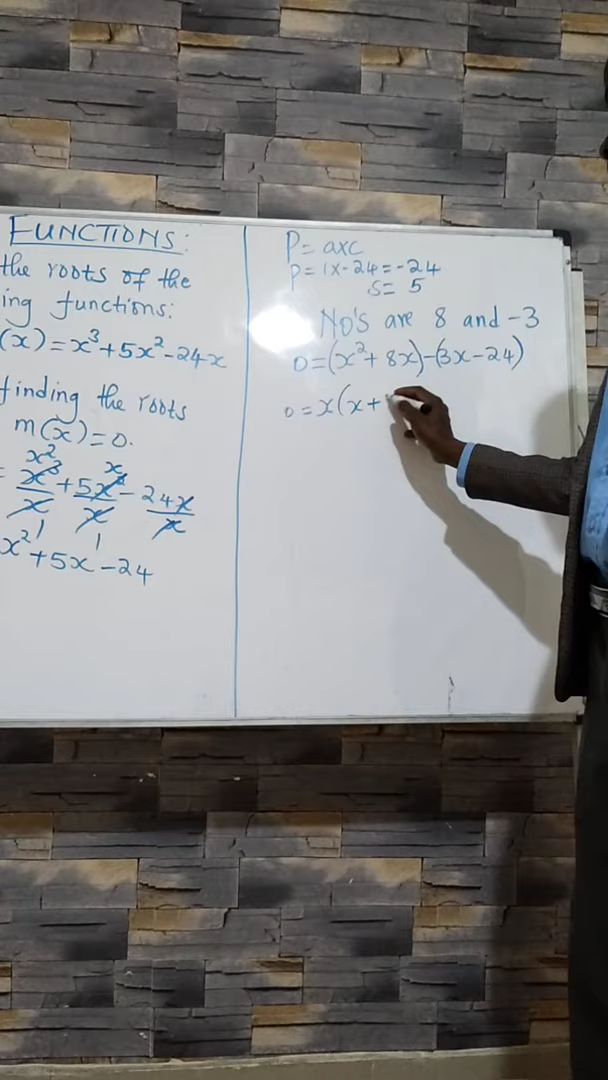 FUNCTIONS:
the roots of the
ing functions:
(x)=x³+5x²-24x
finding the roots
m(x)=0.
= x³/x + 5x²/x - 24x/x
x²+5x-24
P=axc
P=1x-24=-24
S=5
NO'S are 8 and -3
0=(x²+8x)-(3x-24)
0=x(x+